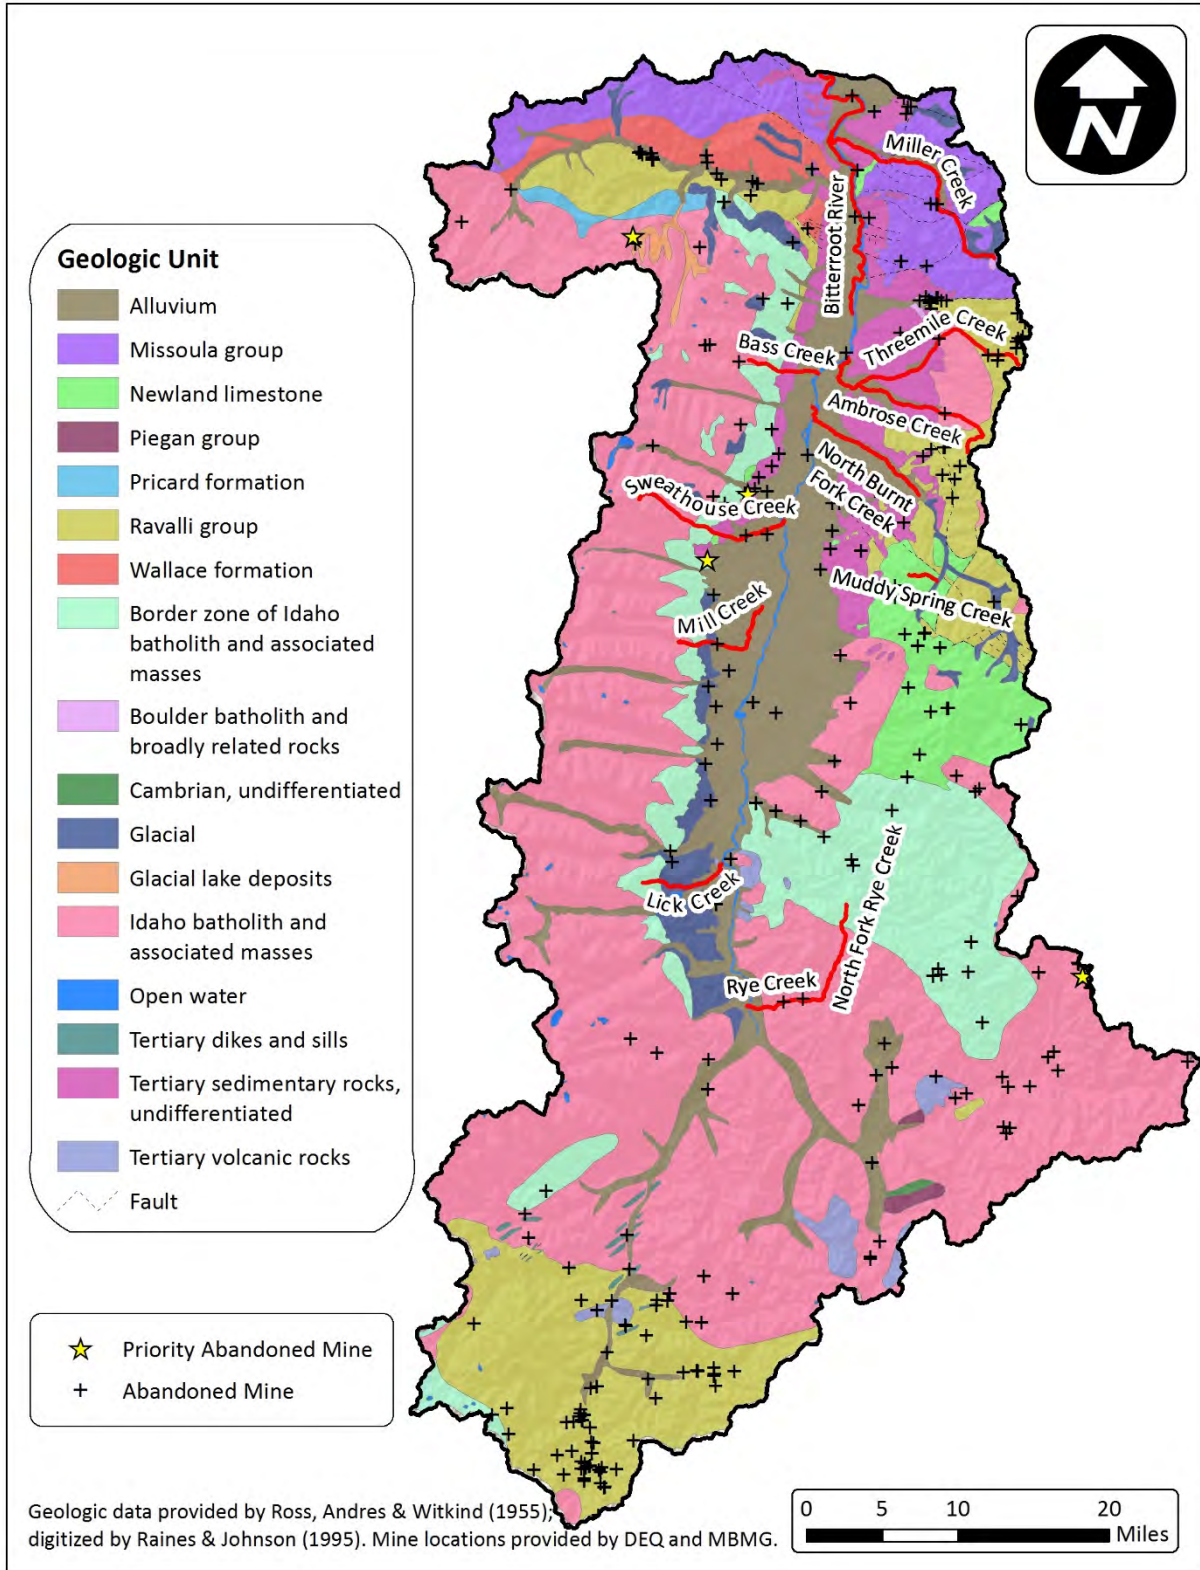 N
Miller Creek
Bitterroot River
Threemile Creek
Bass Creek
Ambrose Creek
North Burnt
Fork Creek
Sweathouse Creek
Muddy Spring Creek
Mill Creek
Lick Creek
North Fork Rye Creek
Rye Creek
Geologic Unit
Alluvium
Missoula group
Newland limestone
Piegan group
Pricard formation
Ravalli group
Wallace formation
Border zone of Idaho
batholith and associated
masses
Boulder batholith and
broadly related rocks
Cambrian, undifferentiated
Glacial
Glacial lake deposits
Idaho batholith and
associated masses
Open water
Tertiary dikes and sills
Tertiary sedimentary rocks,
undifferentiated
Tertiary volcanic rocks
Fault
Priority Abandoned Mine
Abandoned Mine
Geologic data provided by Ross, Andres & Witkind (1955);
digitized by Raines & Johnson (1995). Mine locations provided by DEQ and MBMG.
0 5 10 20
Miles